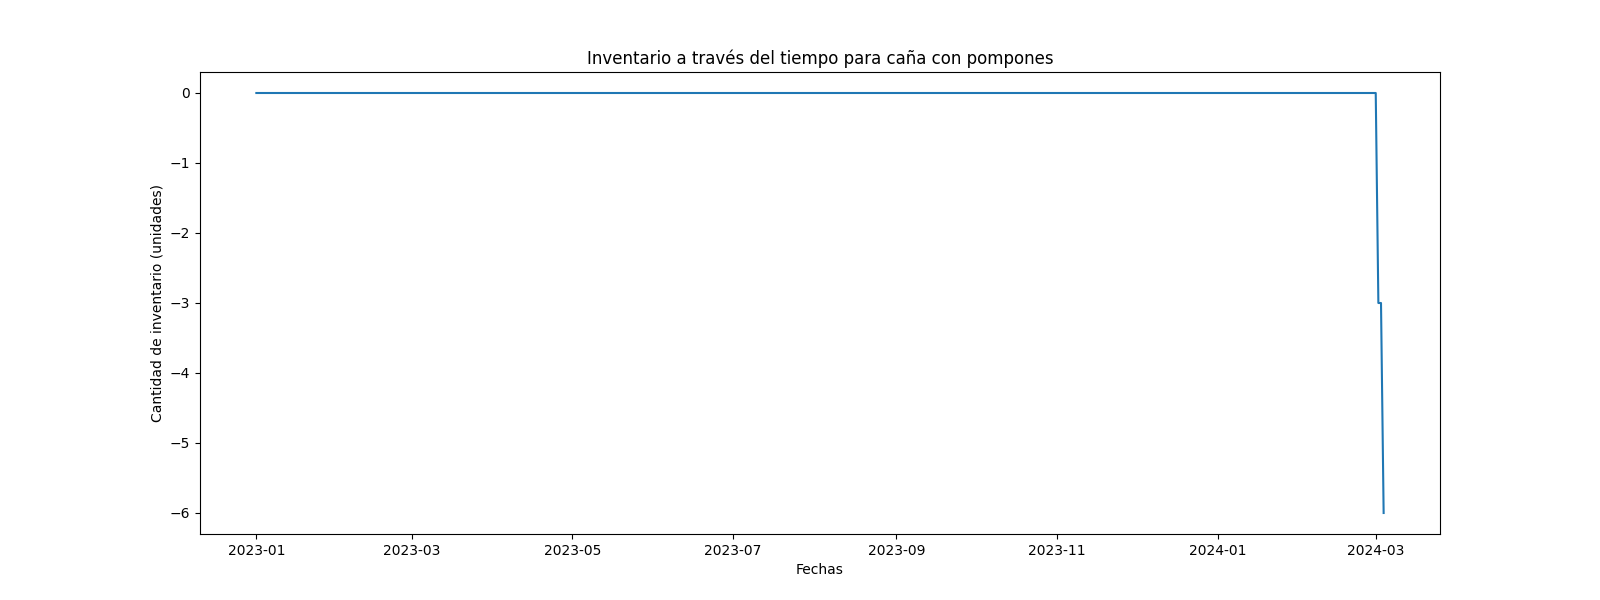 Inventario a través del tiempo para caña con pompones
0
−1
−2
−3
−4
−5
−6
Cantidad de inventario (unidades)
2023-01 2023-03 2023-05 2023-07 2023-09 2023-11 2024-01 2024-03
Fechas